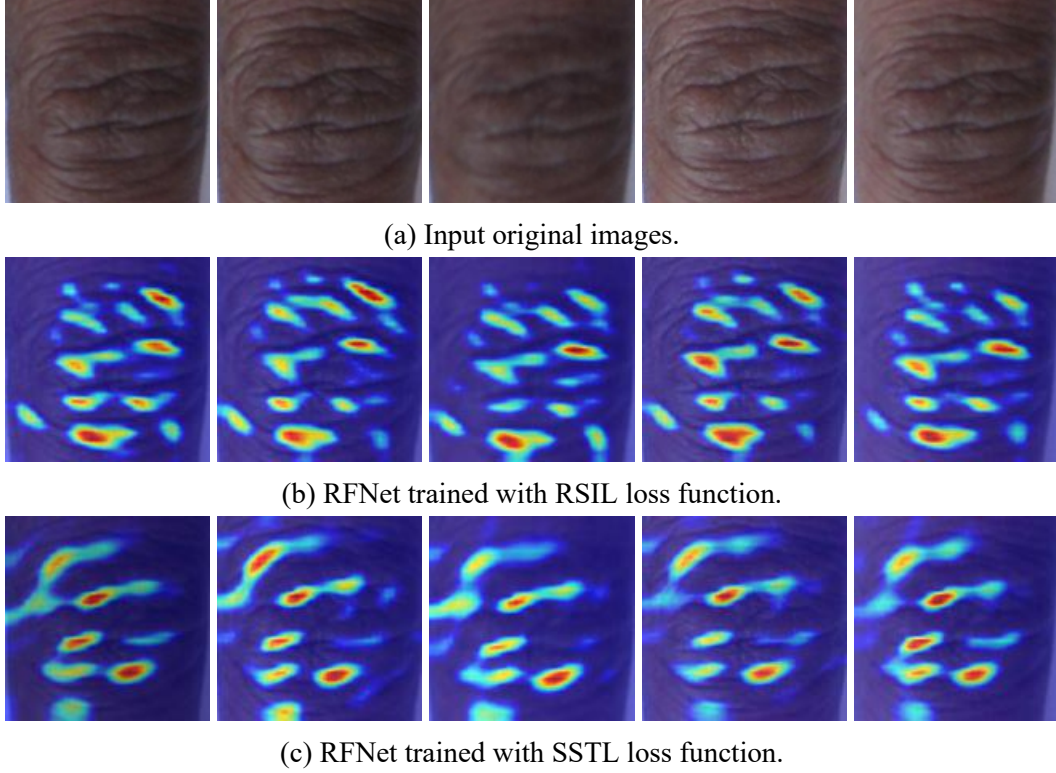 (a) Input original images.
(b) RFNet trained with RSIL loss function.
(c) RFNet trained with SSTL loss function.